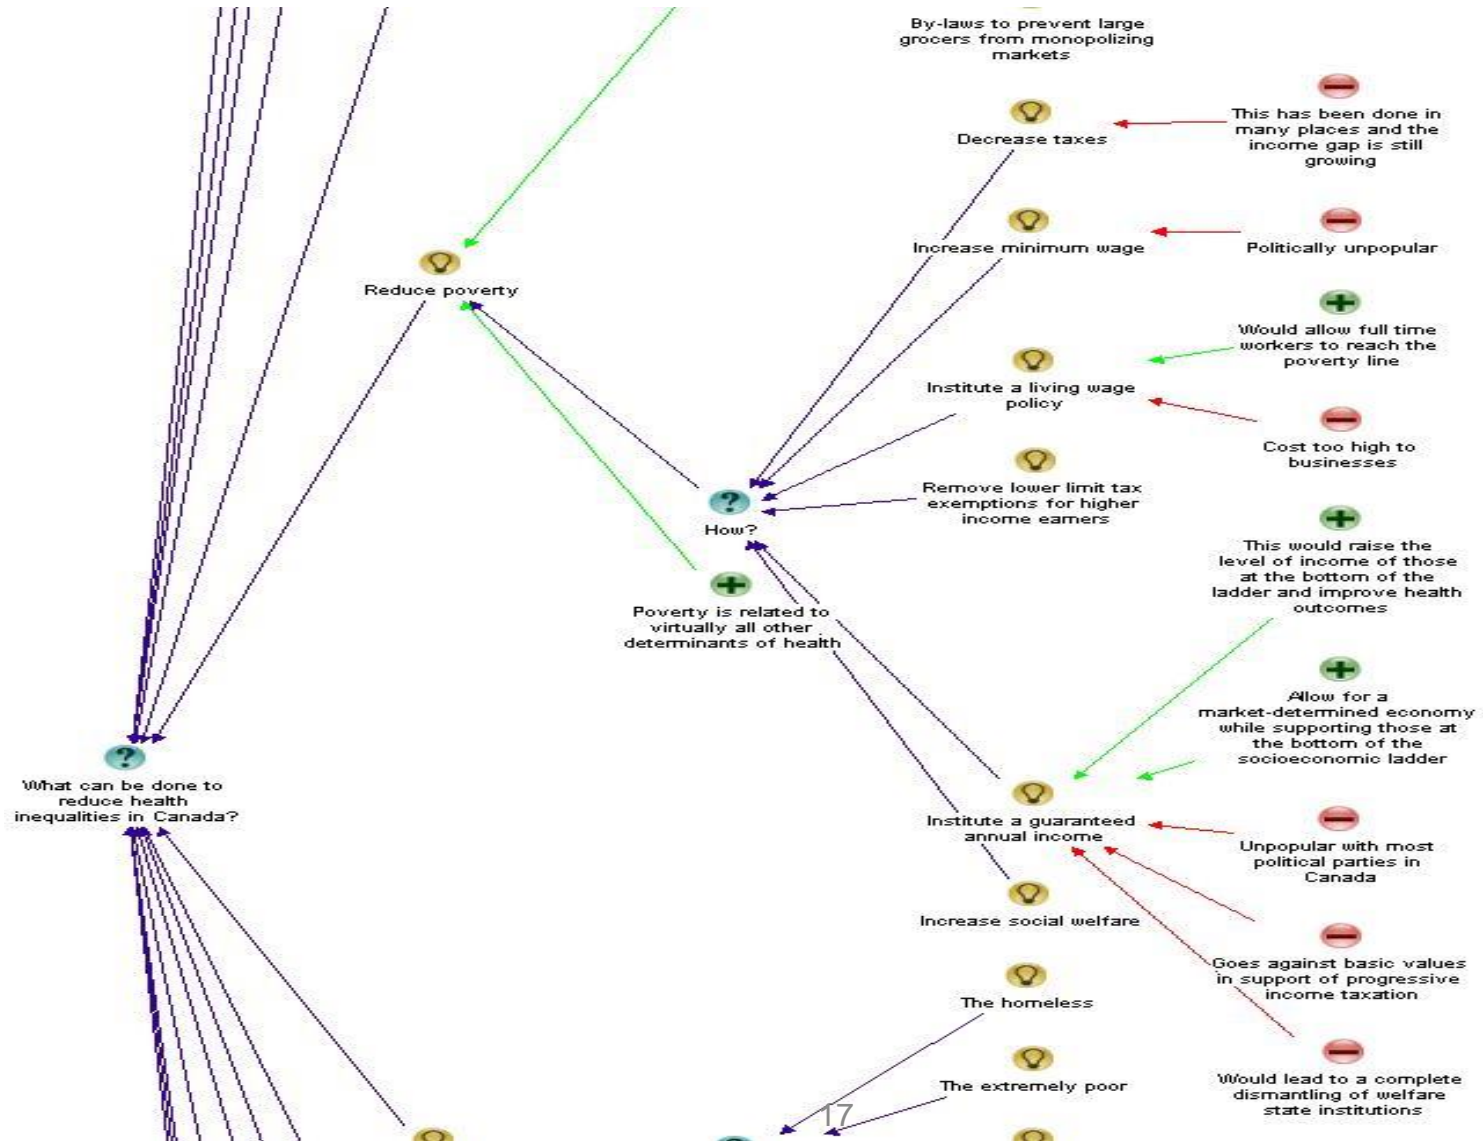 By-laws to prevent large
grocers from monopolizing
markets
This has been done in
many places and the
income gap is still
growing
Decrease taxes
Increase minimum wage
Politically unpopular
Reduce poverty
Would allow full time
workers to reach the
poverty line
Institute a living wage
policy
Cost too high to
businesses
Remove lower limit tax
exemptions for higher
income earners
How?
This would raise the
level of income of those
at the bottom of the
ladder and improve health
outcomes
Poverty is related to
virtually all other
determinants of health
Allow for a
market-determined economy
while supporting those at
the bottom of the
socioeconomic ladder
What can be done to
reduce health
inequalities in Canada?
Institute a guaranteed
annual income
Unpopular with most
political parties in
Canada
Increase social welfare
Goes against basic values
in support of progressive
income taxation
The homeless
Would lead to a complete
dismantling of welfare
state institutions
The extremely poor
17